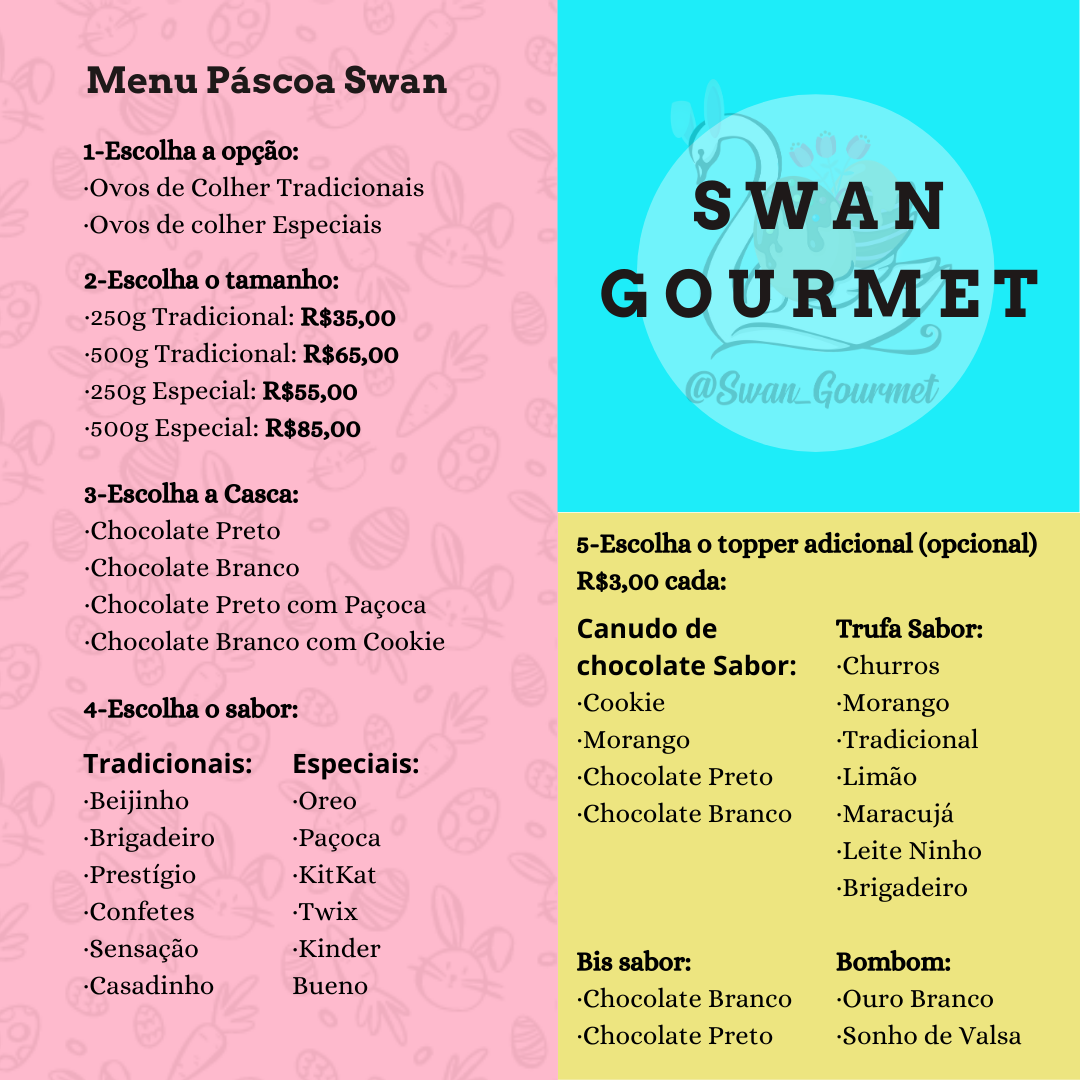 Menu Páscoa Swan
1-Escolha a opção:
·Ovos de Colher Tradicionais
·Ovos de colher Especiais
2-Escolha o tamanho:
·250g Tradicional: R$35,00
·500g Tradicional: R$65,00
·250g Especial: R$55,00
·500g Especial: R$85,00
3-Escolha a Casca:
·Chocolate Preto
·Chocolate Branco
·Chocolate Preto com Paçoca
·Chocolate Branco com Cookie
4-Escolha o sabor:
Tradicionais:
·Beijinho
·Brigadeiro
·Prestígio
·Confetes
·Sensação
·Casadinho
Especiais:
·Oreo
·Paçoca
·KitKat
·Twix
·Kinder
Bueno
SWAN
GOURMET
@Swan_Gourmet
5-Escolha o topper adicional (opcional)
R$3,00 cada:
Canudo de
chocolate Sabor:
·Cookie
·Morango
·Chocolate Preto
·Chocolate Branco
Trufa Sabor:
·Churros
·Morango
·Tradicional
·Limão
·Maracujá
·Leite Ninho
·Brigadeiro
Bis sabor:
·Chocolate Branco
·Chocolate Preto
Bombom:
·Ouro Branco
·Sonho de Valsa